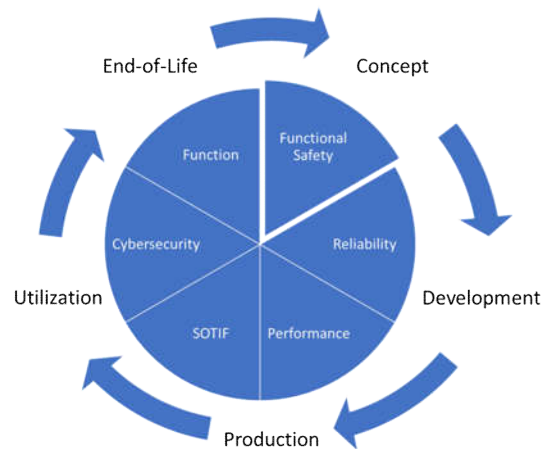 End-of-Life
Concept
Function
Functional
Safety
Cybersecurity
Reliability
Utilization
Development
SOTIF
Performance
Production